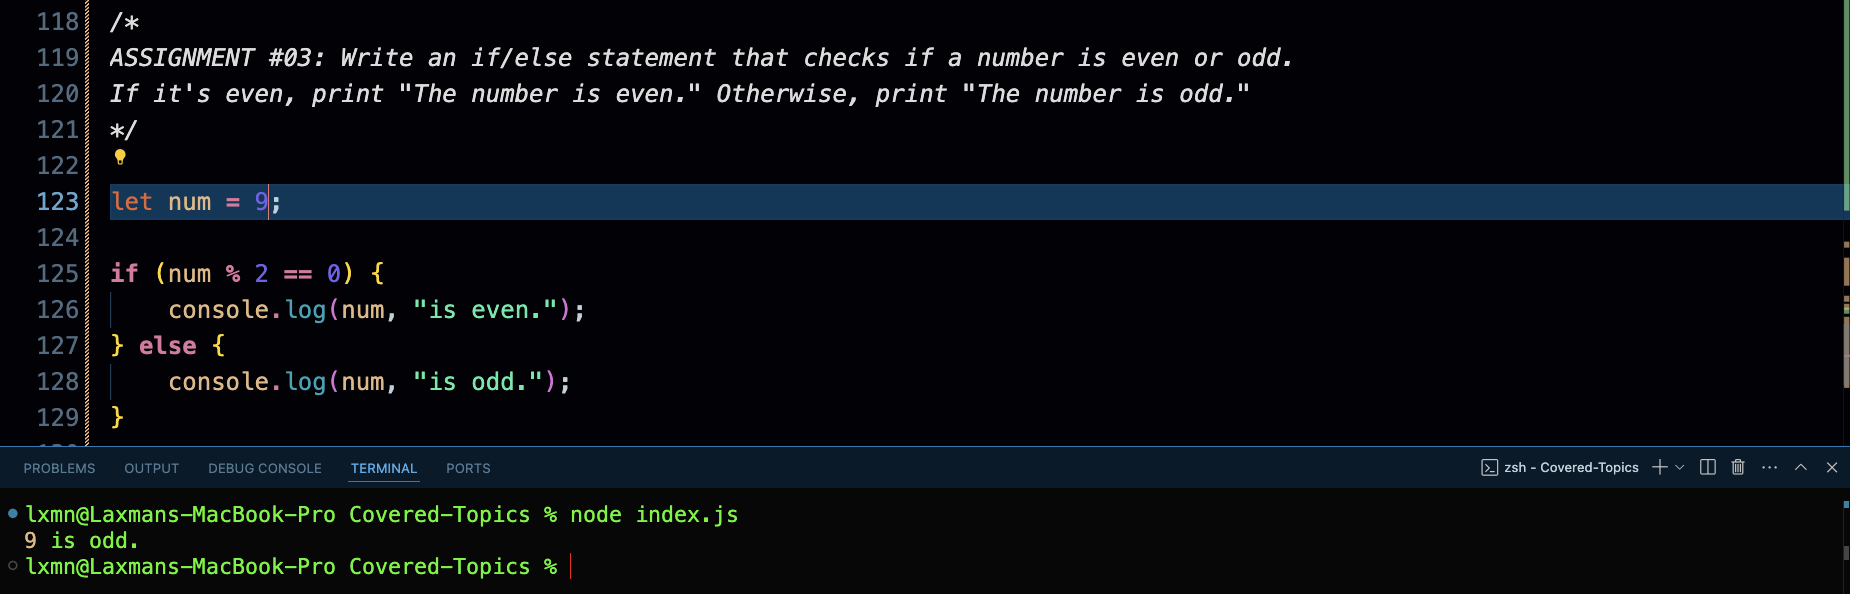 118 /*
119 ASSIGNMENT #03: Write an if/else statement that checks if a number is even or odd.
120 If it's even, print "The number is even." Otherwise, print "The number is odd."
121 */
122
123 let num = 9;
124
125 if (num % 2 == 0) {
126     console.log(num, "is even.");
127 } else {
128     console.log(num, "is odd.");
129 }
PROBLEMS OUTPUT DEBUG CONSOLE TERMINAL PORTS zsh - Covered-Topics
lxmn@Laxmans-MacBook-Pro Covered-Topics % node index.js
9 is odd.
lxmn@Laxmans-MacBook-Pro Covered-Topics %